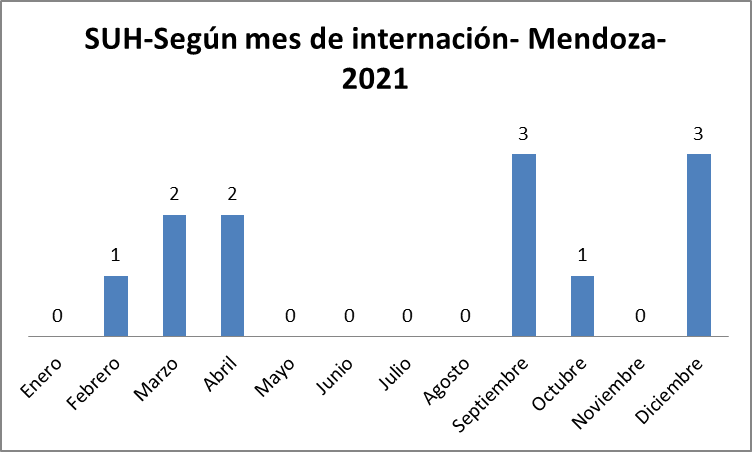 SUH-Según mes de internación- Mendoza-
2021
0
1
2
2
0
0
0
0
3
1
0
3
Enero
Febrero
Marzo
Abril
Mayo
Junio
Julio
Agosto
Septiembre
Octubre
Noviembre
Diciembre